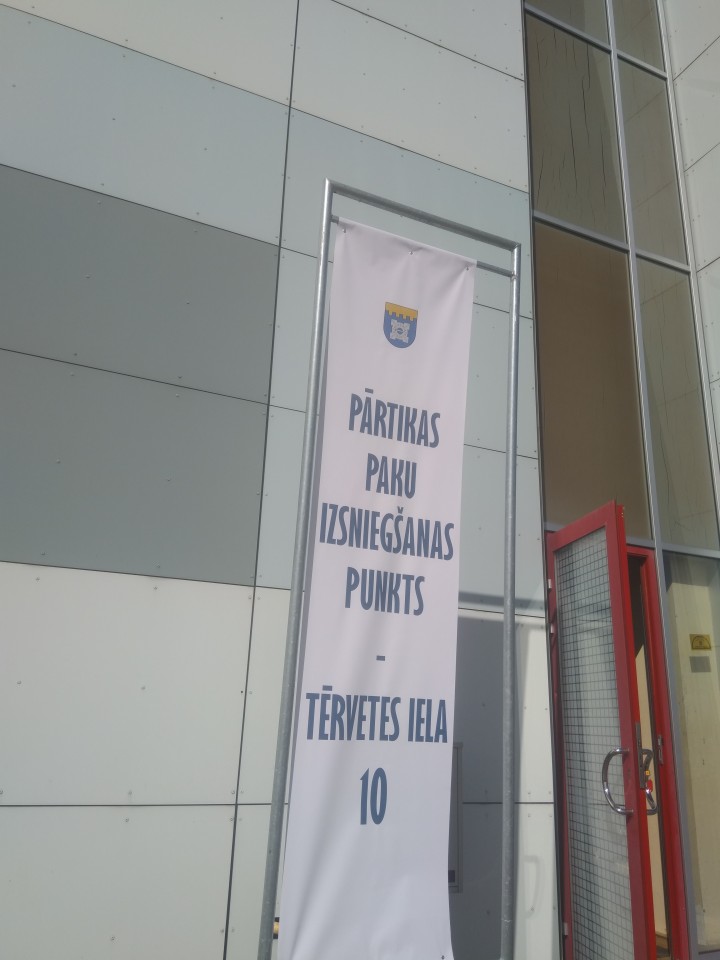 PĀRTIKAS
PAKU
IZSNIEGŠANAS
PUNKTS
-
TĒRVETES IELA
10